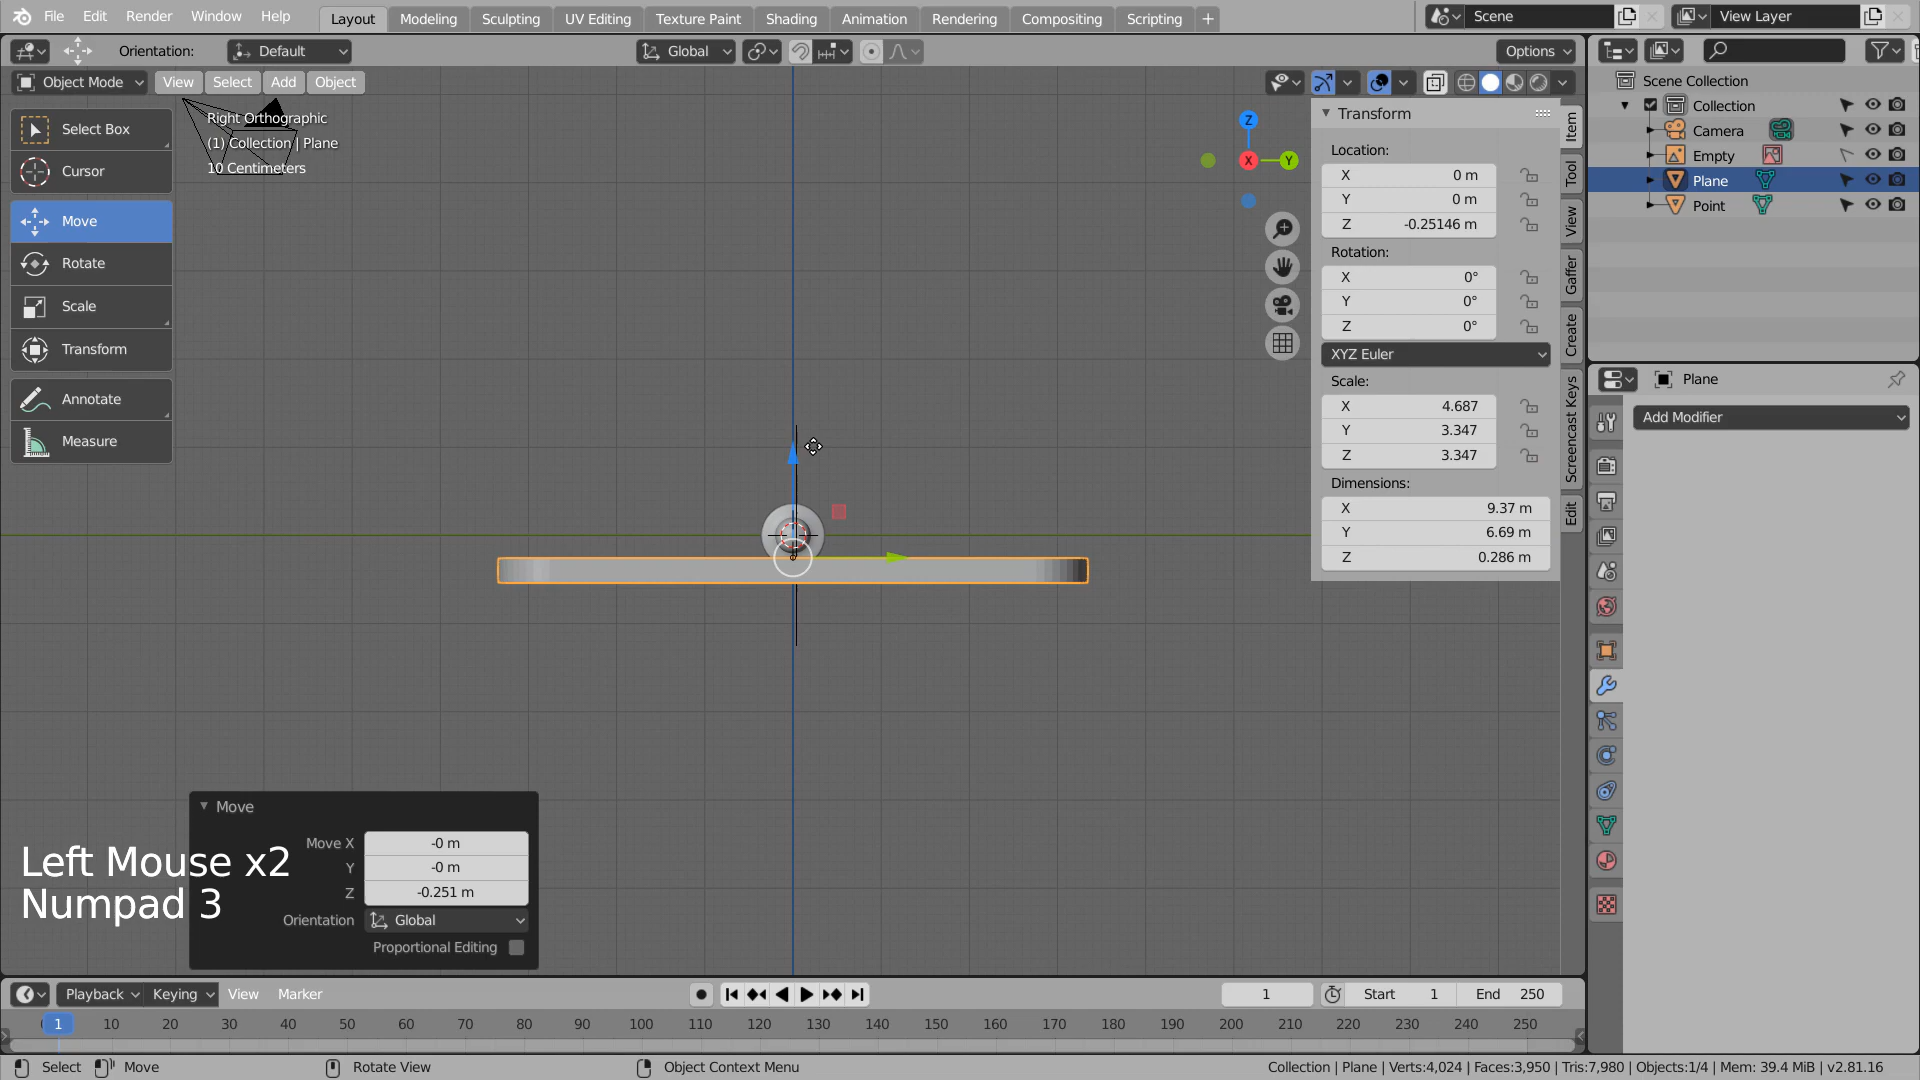 File Edit Render Window Help Layout Modeling Sculpting UV Editing Texture Paint Shading Animation Rendering Compositing Scripting + Scene View Layer
Orientation: Default Global Options
Object Mode View Select Add Object
Select Box
Cursor
Move
Rotate
Scale
Transform
Annotate
Measure
Right Orthographic
(1) Collection | Plane
10 Centimeters
Z
X
Y
Transform
Location:
X 0 m
Y 0 m
Z -0.25146 m
Rotation:
X 0°
Y 0°
Z 0°
XYZ Euler
Scale:
X 4.687
Y 3.347
Z 3.347
Dimensions:
X 9.37 m
Y 6.69 m
Z 0.286 m
Item
Tool
View
Gaffer
Create
Screencast Keys
Edit
Scene Collection
Collection
Camera
Empty
Plane
Point
Plane
Add Modifier
Move
Move X -0 m
Y -0 m
Z -0.251 m
Orientation Global
Proportional Editing
Left Mouse x2
Numpad 3
Playback Keying View Marker 1 Start 1 End 250
1 10 20 30 40 50 60 70 80 90 100 110 120 130 140 150 160 170 180 190 200 210 220 230 240 250
Select Move Rotate View Object Context Menu Collection | Plane | Verts:4,024 | Faces:3,950 | Tris:7,980 | Objects:1/4 | Mem: 39.4 MiB | v2.81.16